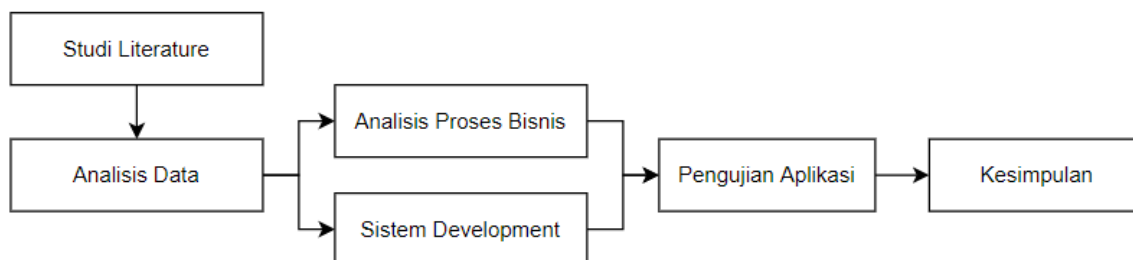 Studi Literature
Analisis Data
Analisis Proses Bisnis
Sistem Development
Pengujian Aplikasi
Kesimpulan